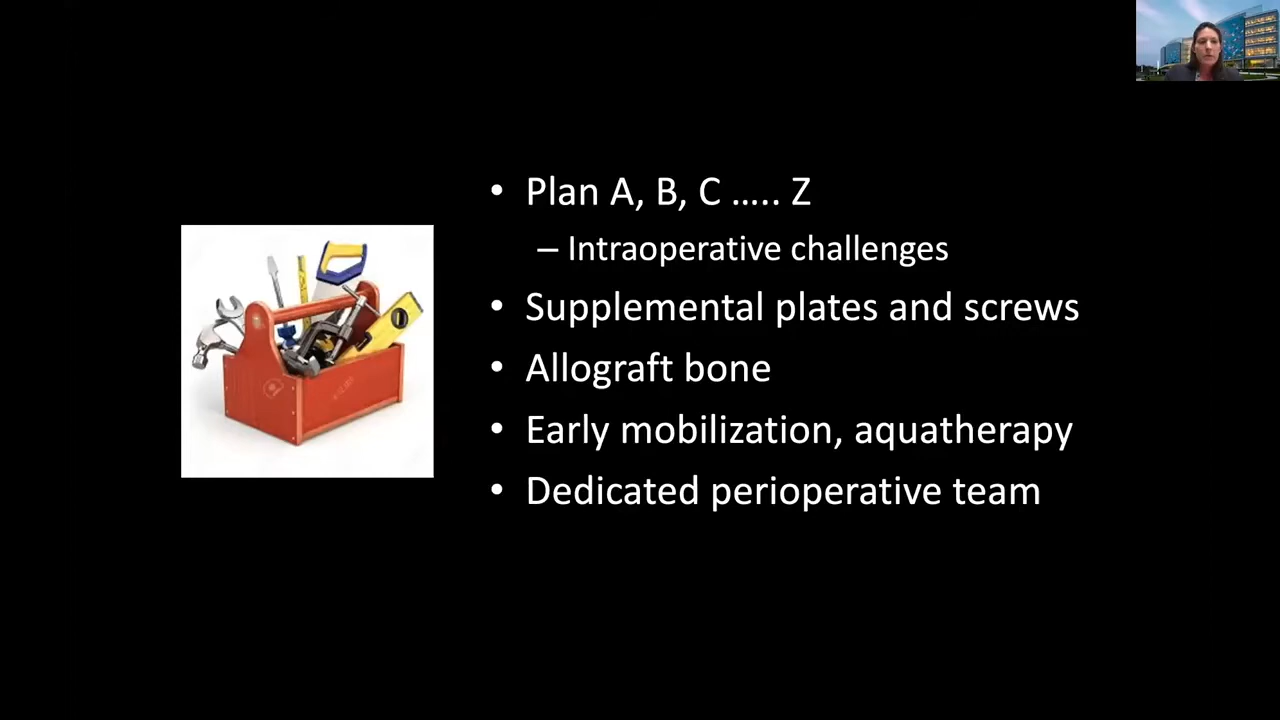 • Plan A, B, C ..... Z
– Intraoperative challenges
• Supplemental plates and screws
• Allograft bone
• Early mobilization, aquatherapy
• Dedicated perioperative team